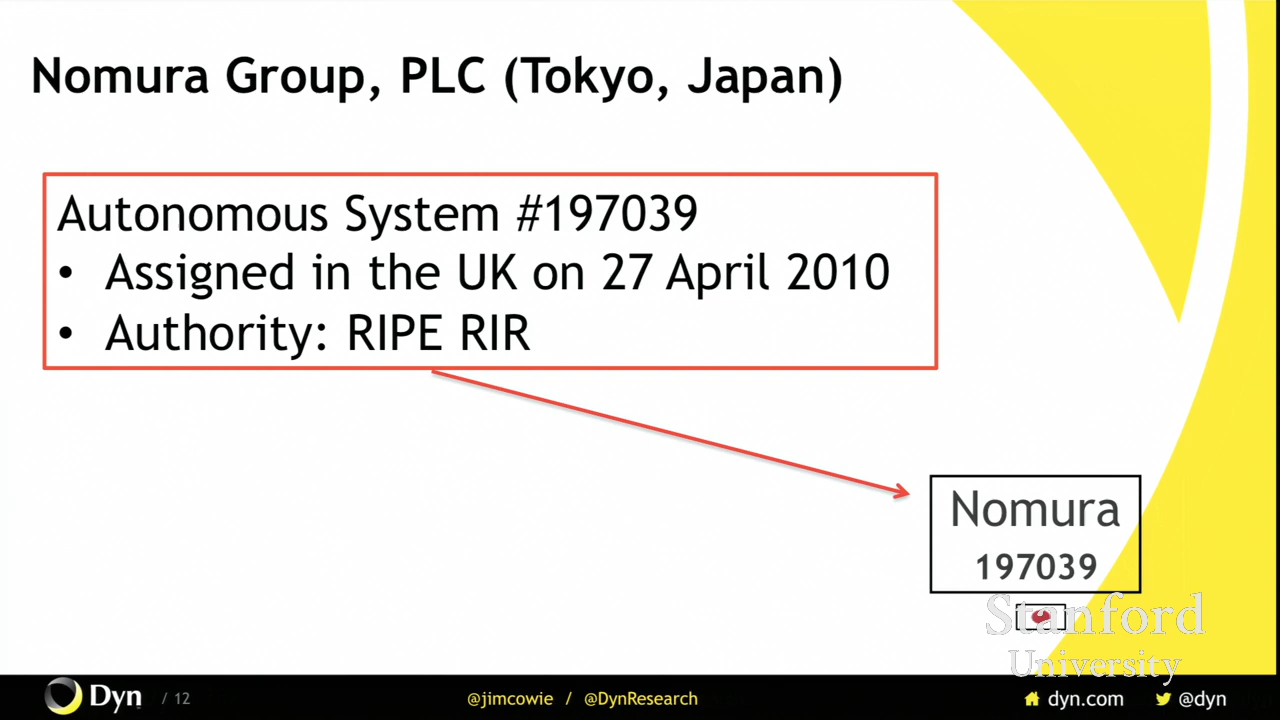 Nomura Group, PLC (Tokyo, Japan)
Autonomous System #197039
• Assigned in the UK on 27 April 2010
• Authority: RIPE RIR
Nomura
197039
Stanford
University
Dyn / 12 @jimcowie / @DynResearch dyn.com @dyn